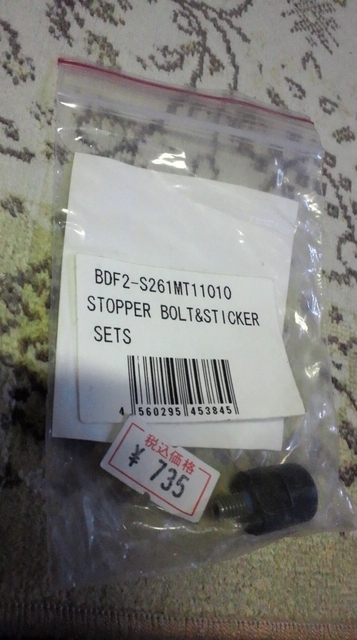 BDF2-S261MT11010
STOPPER BOLT&STICKER
SETS
4 560295 453845
税込価格
¥ 735